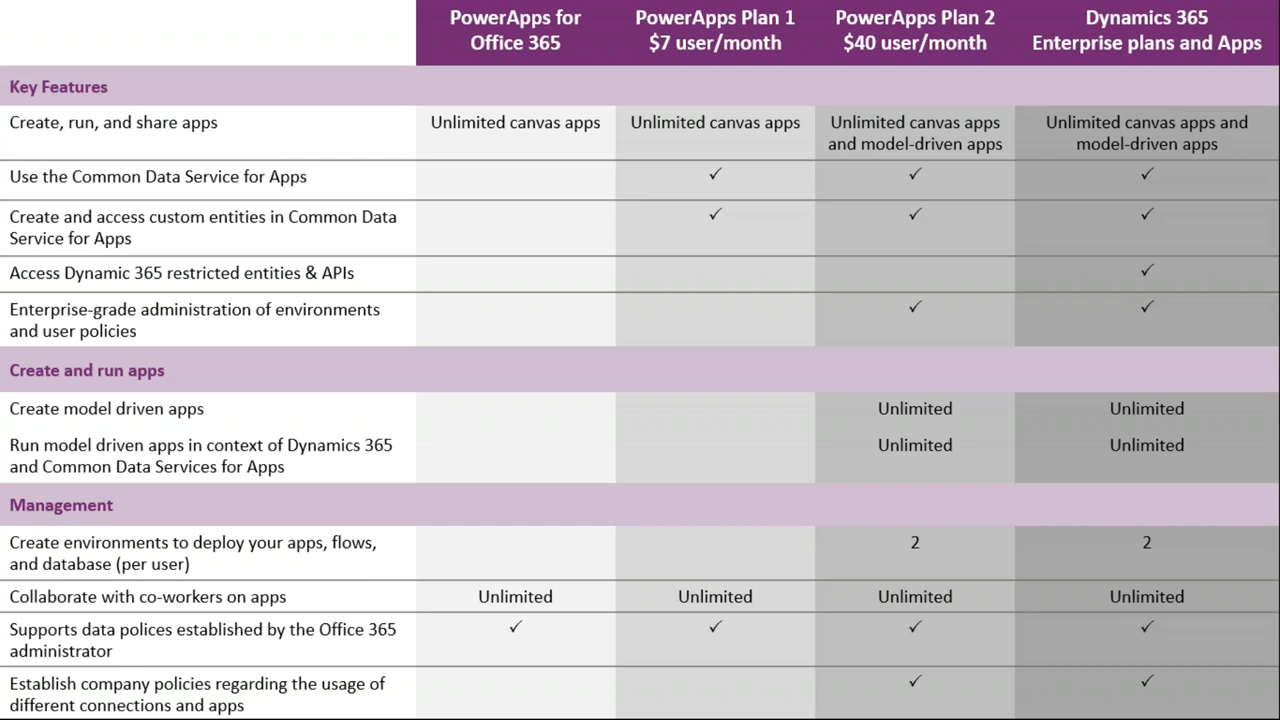 PowerApps for
Office 365
PowerApps Plan 1
$7 user/month
PowerApps Plan 2
$40 user/month
Dynamics 365
Enterprise plans and Apps
Key Features
Create, run, and share apps
Unlimited canvas apps
Unlimited canvas apps
Unlimited canvas apps
and model-driven apps
Unlimited canvas apps and
model-driven apps
Use the Common Data Service for Apps
✓ ✓ ✓
Create and access custom entities in Common Data
Service for Apps
✓ ✓ ✓
Access Dynamic 365 restricted entities & APIs
✓
Enterprise-grade administration of environments
and user policies
✓ ✓
Create and run apps
Create model driven apps
Unlimited
Unlimited
Run model driven apps in context of Dynamics 365
and Common Data Services for Apps
Unlimited
Unlimited
Management
Create environments to deploy your apps, flows,
and database (per user)
2
2
Collaborate with co-workers on apps
Unlimited
Unlimited
Unlimited
Unlimited
Supports data polices established by the Office 365
administrator
✓ ✓ ✓ ✓
Establish company policies regarding the usage of
different connections and apps
✓ ✓